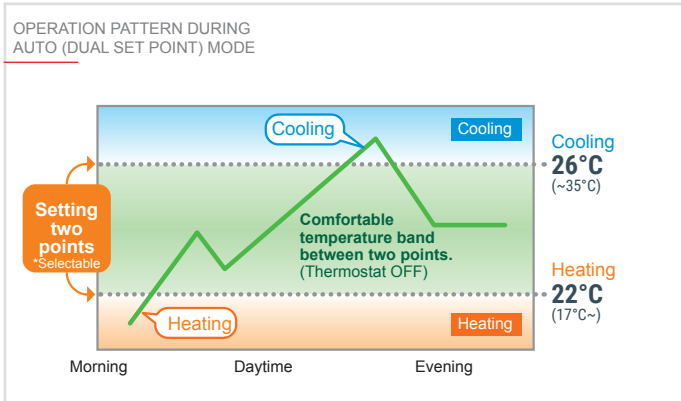 OPERATION PATTERN DURING
AUTO (DUAL SET POINT) MODE
Cooling
Cooling
Cooling
26°C
(~35°C)
Setting
two
points
*Selectable
Comfortable
temperature band
between two points.
(Thermostat OFF)
Heating
22°C
(17°C~)
Heating
Heating
Morning
Daytime
Evening